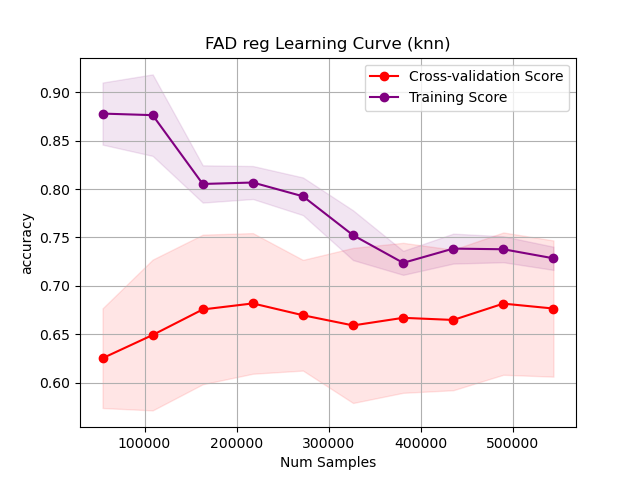 FAD reg Learning Curve (knn)
Cross-validation Score
Training Score
0.90
0.85
0.80
0.75
0.70
0.65
0.60
accuracy
100000 200000 300000 400000 500000
Num Samples